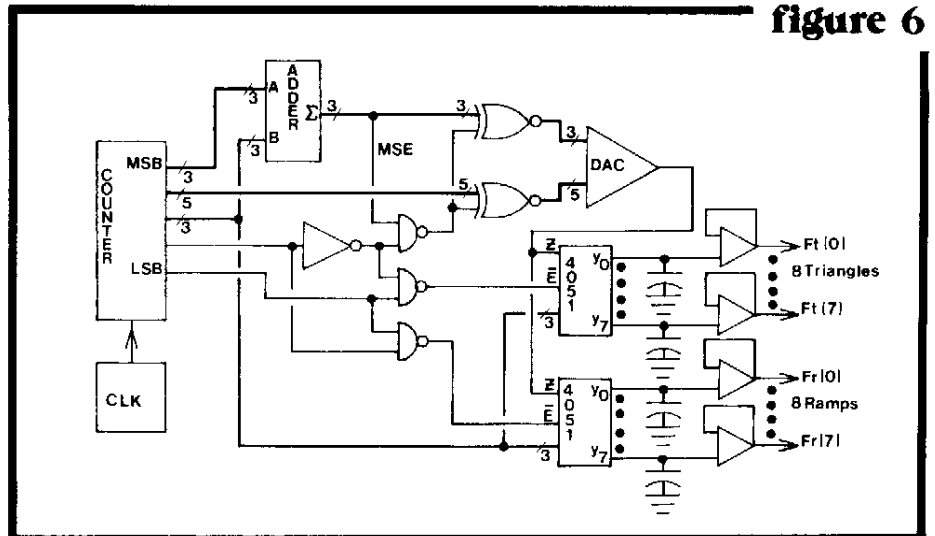 figure 6
ADDER
A
3
B
3
Σ
3
MSE
3
5
3
DAC
5
COUNTER
MSB
3
5
3
LSB
CLK
Z
E
4051
3
y0
y7
Ft(0)
8 Triangles
Ft(7)
Z
E
4051
3
y0
y7
Fr(0)
8 Ramps
Fr(7)